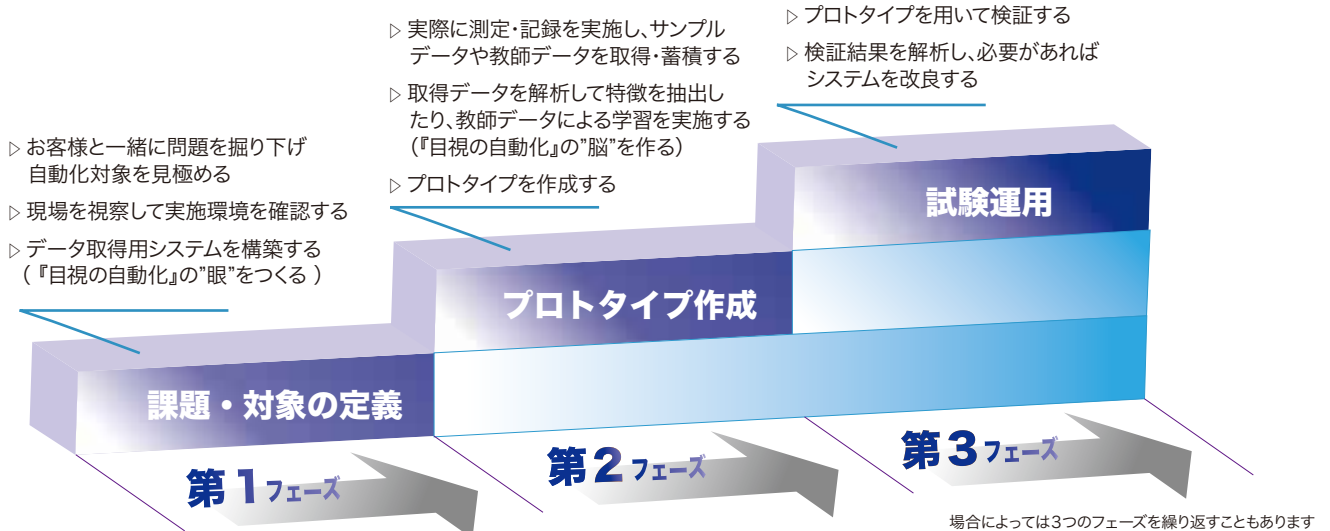 ▷ お客様と一緒に問題を掘り下げ
自動化対象を見極める
▷ 現場を視察して実施環境を確認する
▷ データ取得用システムを構築する
(『目視の自動化』の”眼”をつくる )
▷ 実際に測定・記録を実施し、サンプル
データや教師データを取得・蓄積する
▷ 取得データを解析して特徴を抽出し
たり、教師データによる学習を実施する
(『目視の自動化』の”脳”を作る)
▷ プロトタイプを作成する
▷ プロトタイプを用いて検証する
▷ 検証結果を解析し、必要があれば
システムを改良する
課題・対象の定義
プロトタイプ作成
試験運用
第1フェーズ
第2フェーズ
第3フェーズ
場合によっては3つのフェーズを繰り返すこともあります